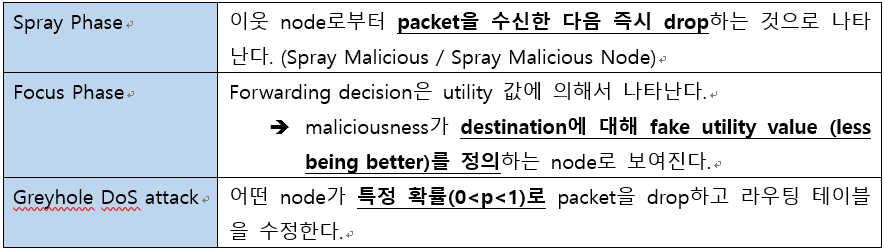 Spray Phase
이웃 node로부터 packet을 수신한 다음 즉시 drop하는 것으로 나타
난다. (Spray Malicious / Spray Malicious Node)
Focus Phase
Forwarding decision은 utility 값에 의해서 나타난다.
➔ maliciousness가 destination에 대해 fake utility value (less
being better)를 정의하는 node로 보여진다.
Greyhole DoS attack
어떤 node가 특정 확률(0<p<1)로 packet을 drop하고 라우팅 테이블
을 수정한다.